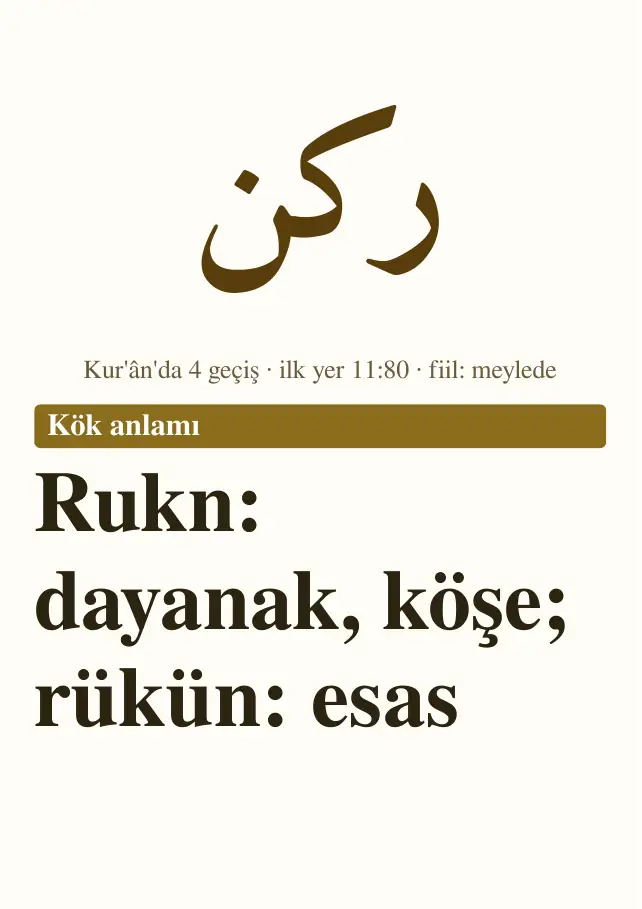 ركن
Kur'ân'da 4 geçiş · ilk yer 11:80 · fiil: meylede
Kök anlamı
Rukn:
dayanak, köşe;
rükün: esas